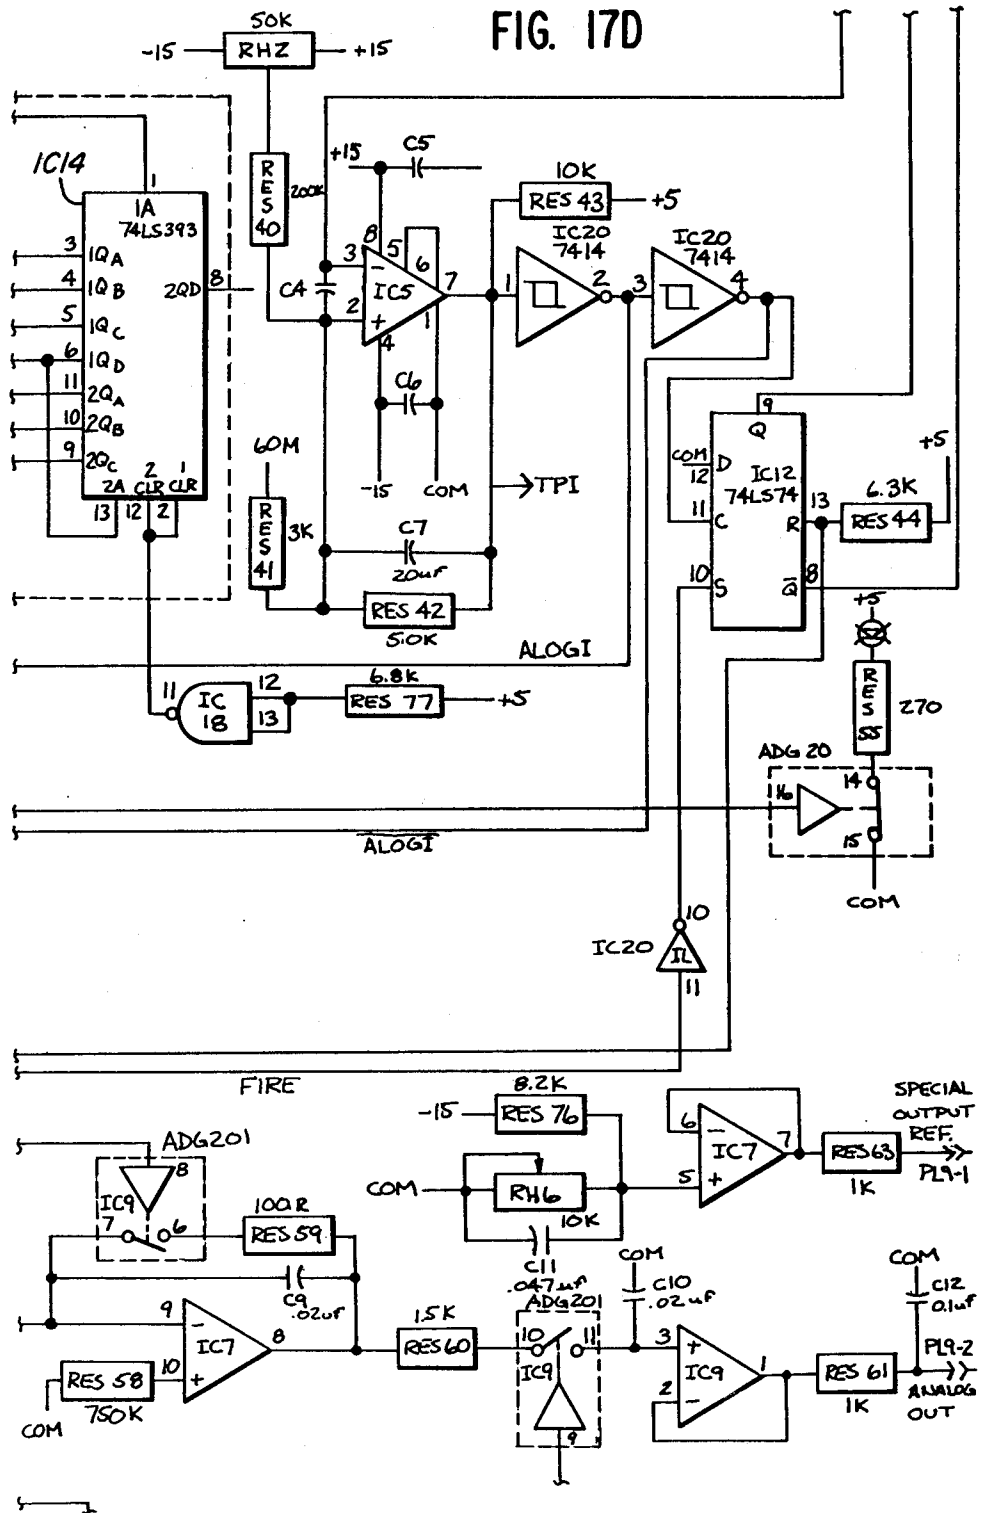 FIG. 17D
50K
-15 RHZ +15
IC14
1
1A
74LS393
3 1QA
4 1QB
5 1QC
6 1QD
11 2QA
10 2QB
9 2QC
2QD 8
2A CLR CLR
2 1
13 12 2
RES 40
200K
C4
+15 C5
8 5 6
3 -
2 +
IC5
7
1
4
C6
-15 COM
10K
RES 43 +5
IC20
7414
1 2
IC20
7414
3 4
TP1
60M
RES 41
3K
C7
20uf
RES 42
5.0K
9
Q
COM D
12
IC12
74LS74
11 C
13
R
10 S
Q 8
+5
6.3K
RES 44
+5
RES 55
270
ALOGI
6.8K
RES 77 +5
11 IC 18
12
13
ADG 20
16
14
15
COM
ALOGI
10
IC20 IL
11
FIRE
8.2K
-15 RES 76
COM RH6
10K
C11
.047uf
6 -
5 +
IC7
7
RES 63
1K
SPECIAL
OUTPUT
REF.
PL9-1
ADG201
8
IC9
7 6
100R
RES 59
C9
.02uf
9 -
10 +
IC7
8
RES 58
750K
COM
1.5K
RES 60
ADG201
10 11
IC9
9
COM
C10
.02uf
3 +
2 -
IC9
1
RES 61
1K
COM
C12
0.1uf
PL9-2
ANALOG
OUT